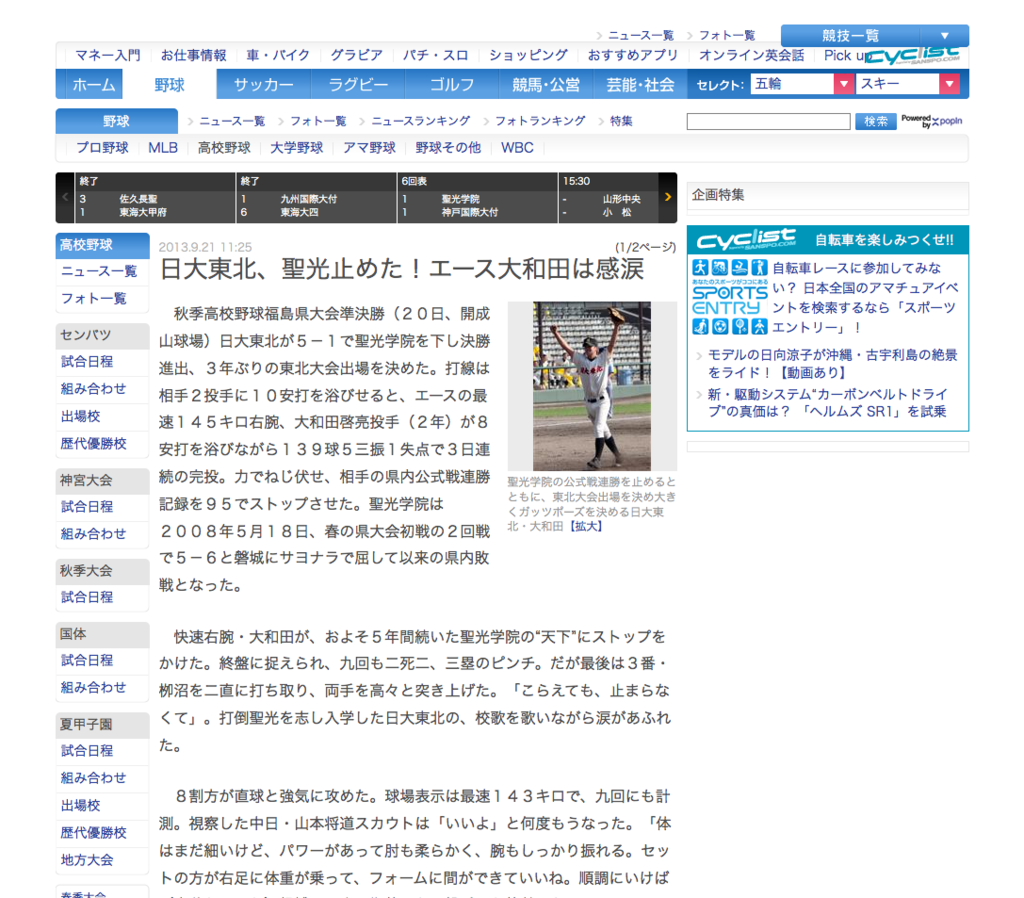 ニュース一覧 フォト一覧 競技一覧 ▼
マネー入門 お仕事情報 車・バイク グラビア パチ・スロ ショッピング おすすめアプリ オンライン英会話 Pick up
cyclist
SANSPO.COM
ホーム 野球 サッカー ラグビー ゴルフ 競馬・公営 芸能・社会 セレクト: 五輪 ▼ スキー ▼
野球 ニュース一覧 フォト一覧 ニュースランキング フォトランキング 特集 検索 Powered by popIn
プロ野球 MLB 高校野球 大学野球 アマ野球 野球その他 WBC
終了 終了 6回表 15:30
3 佐久長聖 1 九州国際大付 1 聖光学院 - 山形中央
1 東海大甲府 6 東海大四 1 神戸国際大付 - 小 松
企画特集
高校野球
ニュース一覧
フォト一覧
センバツ
試合日程
組み合わせ
出場校
歴代優勝校
神宮大会
試合日程
組み合わせ
秋季大会
試合日程
国体
試合日程
組み合わせ
夏甲子園
試合日程
組み合わせ
出場校
歴代優勝校
地方大会
春季大会
2013.9.21 11:25 (1/2ページ)
日大東北、聖光止めた!エース大和田は感涙
秋季高校野球福島県大会準決勝(20日、開成
山球場)日大東北が5-1で聖光学院を下し決勝
進出、3年ぶりの東北大会出場を決めた。打線は
相手2投手に10安打を浴びせると、エースの最
速145キロ右腕、大和田啓亮投手(2年)が8
安打を浴びながら139球5三振1失点で3日連
続の完投。力でねじ伏せ、相手の県内公式戦連勝
記録を95でストップさせた。聖光学院は
2008年5月18日、春の県大会初戦の2回戦
で5-6と磐城にサヨナラで屈して以来の県内敗
戦となった。
聖光学院の公式戦連勝を止めると
ともに、東北大会出場を決め大き
くガッツポーズを決める日大東
北・大和田【拡大】
快速右腕・大和田が、およそ5年間続いた聖光学院の“天下”にストップを
かけた。終盤に捉えられ、九回も二死二、三塁のピンチ。だが最後は3番・
柳沼を二直に打ち取り、両手を高々と突き上げた。「こらえても、止まらな
くて」。打倒聖光を志し入学した日大東北の、校歌を歌いながら涙があふれ
た。
8割方が直球と強気に攻めた。球場表示は最速143キロで、九回にも計
測。視察した中日・山本将道スカウトは「いいよ」と何度もうなった。「体
はまだ細いけど、パワーがあって肘も柔らかく、腕もしっかり振れる。セッ
トの方が右足に体重が乗って、フォームに間ができていいね。順調にいけば
cyclist
SANSPO.COM
自転車を楽しみつくせ!!
あなたのスポーツがココにある
SPORTS
ENTRY
自転車レースに参加してみな
い? 日本全国のアマチュアイベ
ントを検索するなら「スポーツ
エントリー」!
モデルの日向涼子が沖縄・古宇利島の絶景
をライド!【動画あり】
新・駆動システム“カーボンベルトドライ
ブ”の真価は? 「ヘルムズ SR1」を試乗